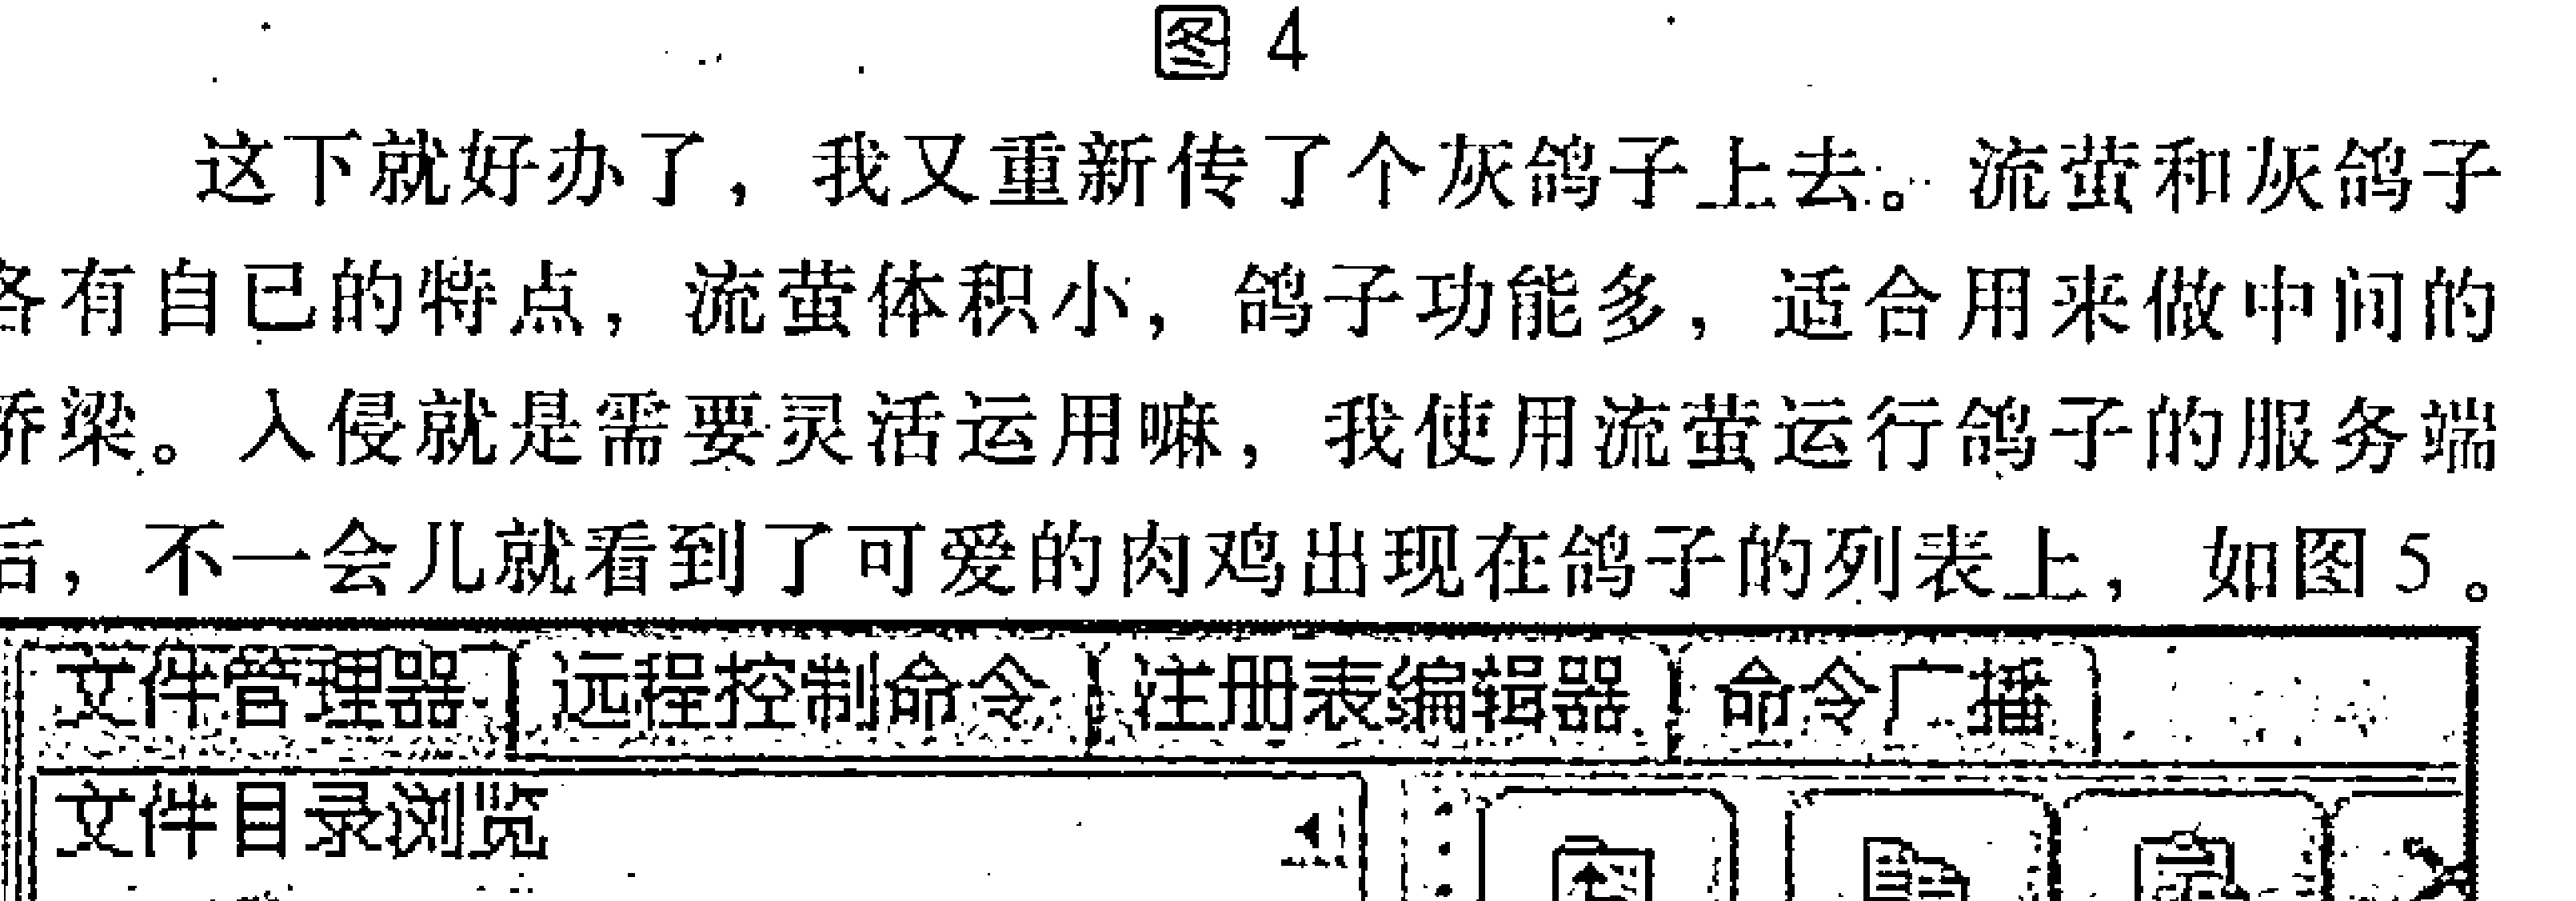 图 4
这下就好办了，我又重新传了个灰鸽子上去。流萤和灰鸽子
各有自已的特点，流萤体积小，鸽子功能多，适合用来做中间的
桥梁。入侵就是需要灵活运用嘛，我使用流萤运行鸽子的服务端
后，不一会儿就看到了可爱的肉鸡出现在鸽子的列表上，如图 5。
文件管理器 远程控制命令 注册表编辑器 命令广播
文件目录浏览